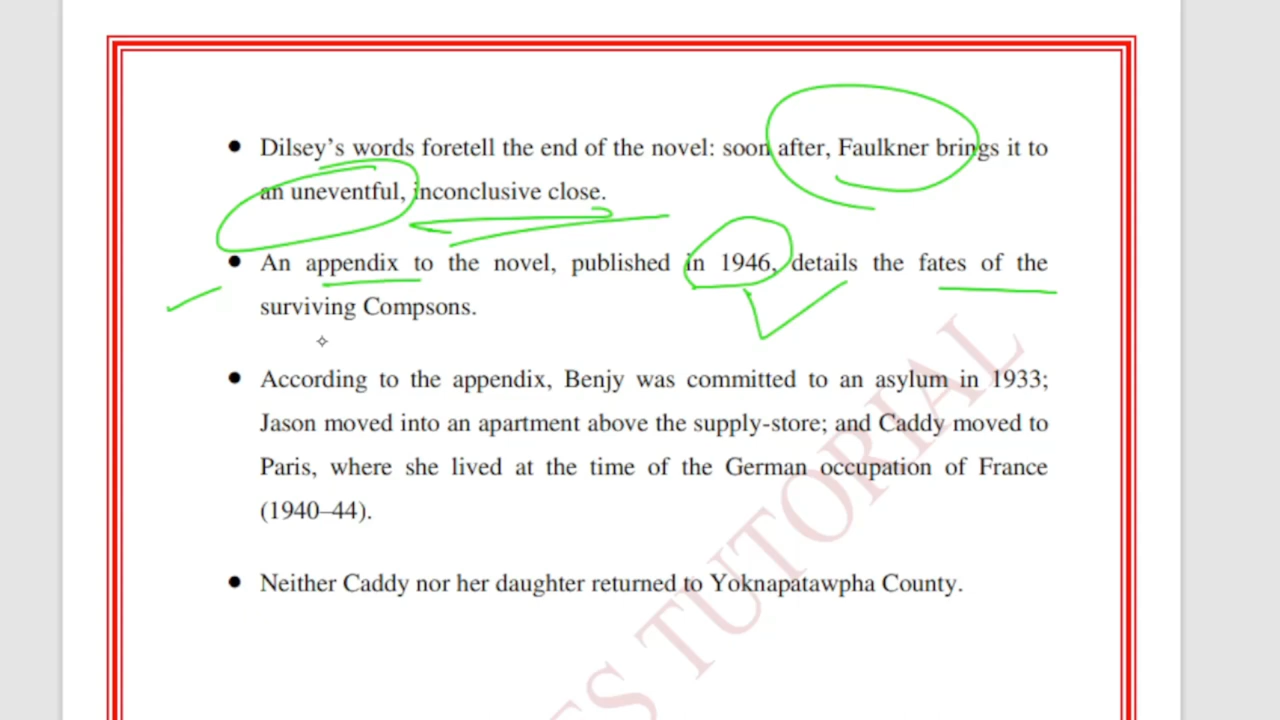 ● Dilsey’s words foretell the end of the novel: soon after, Faulkner brings it to
an uneventful, inconclusive close.
● An appendix to the novel, published in 1946, details the fates of the
surviving Compsons.
● According to the appendix, Benjy was committed to an asylum in 1933;
Jason moved into an apartment above the supply-store; and Caddy moved to
Paris, where she lived at the time of the German occupation of France
(1940–44).
● Neither Caddy nor her daughter returned to Yoknapatawpha County.
ES TUTORIAL